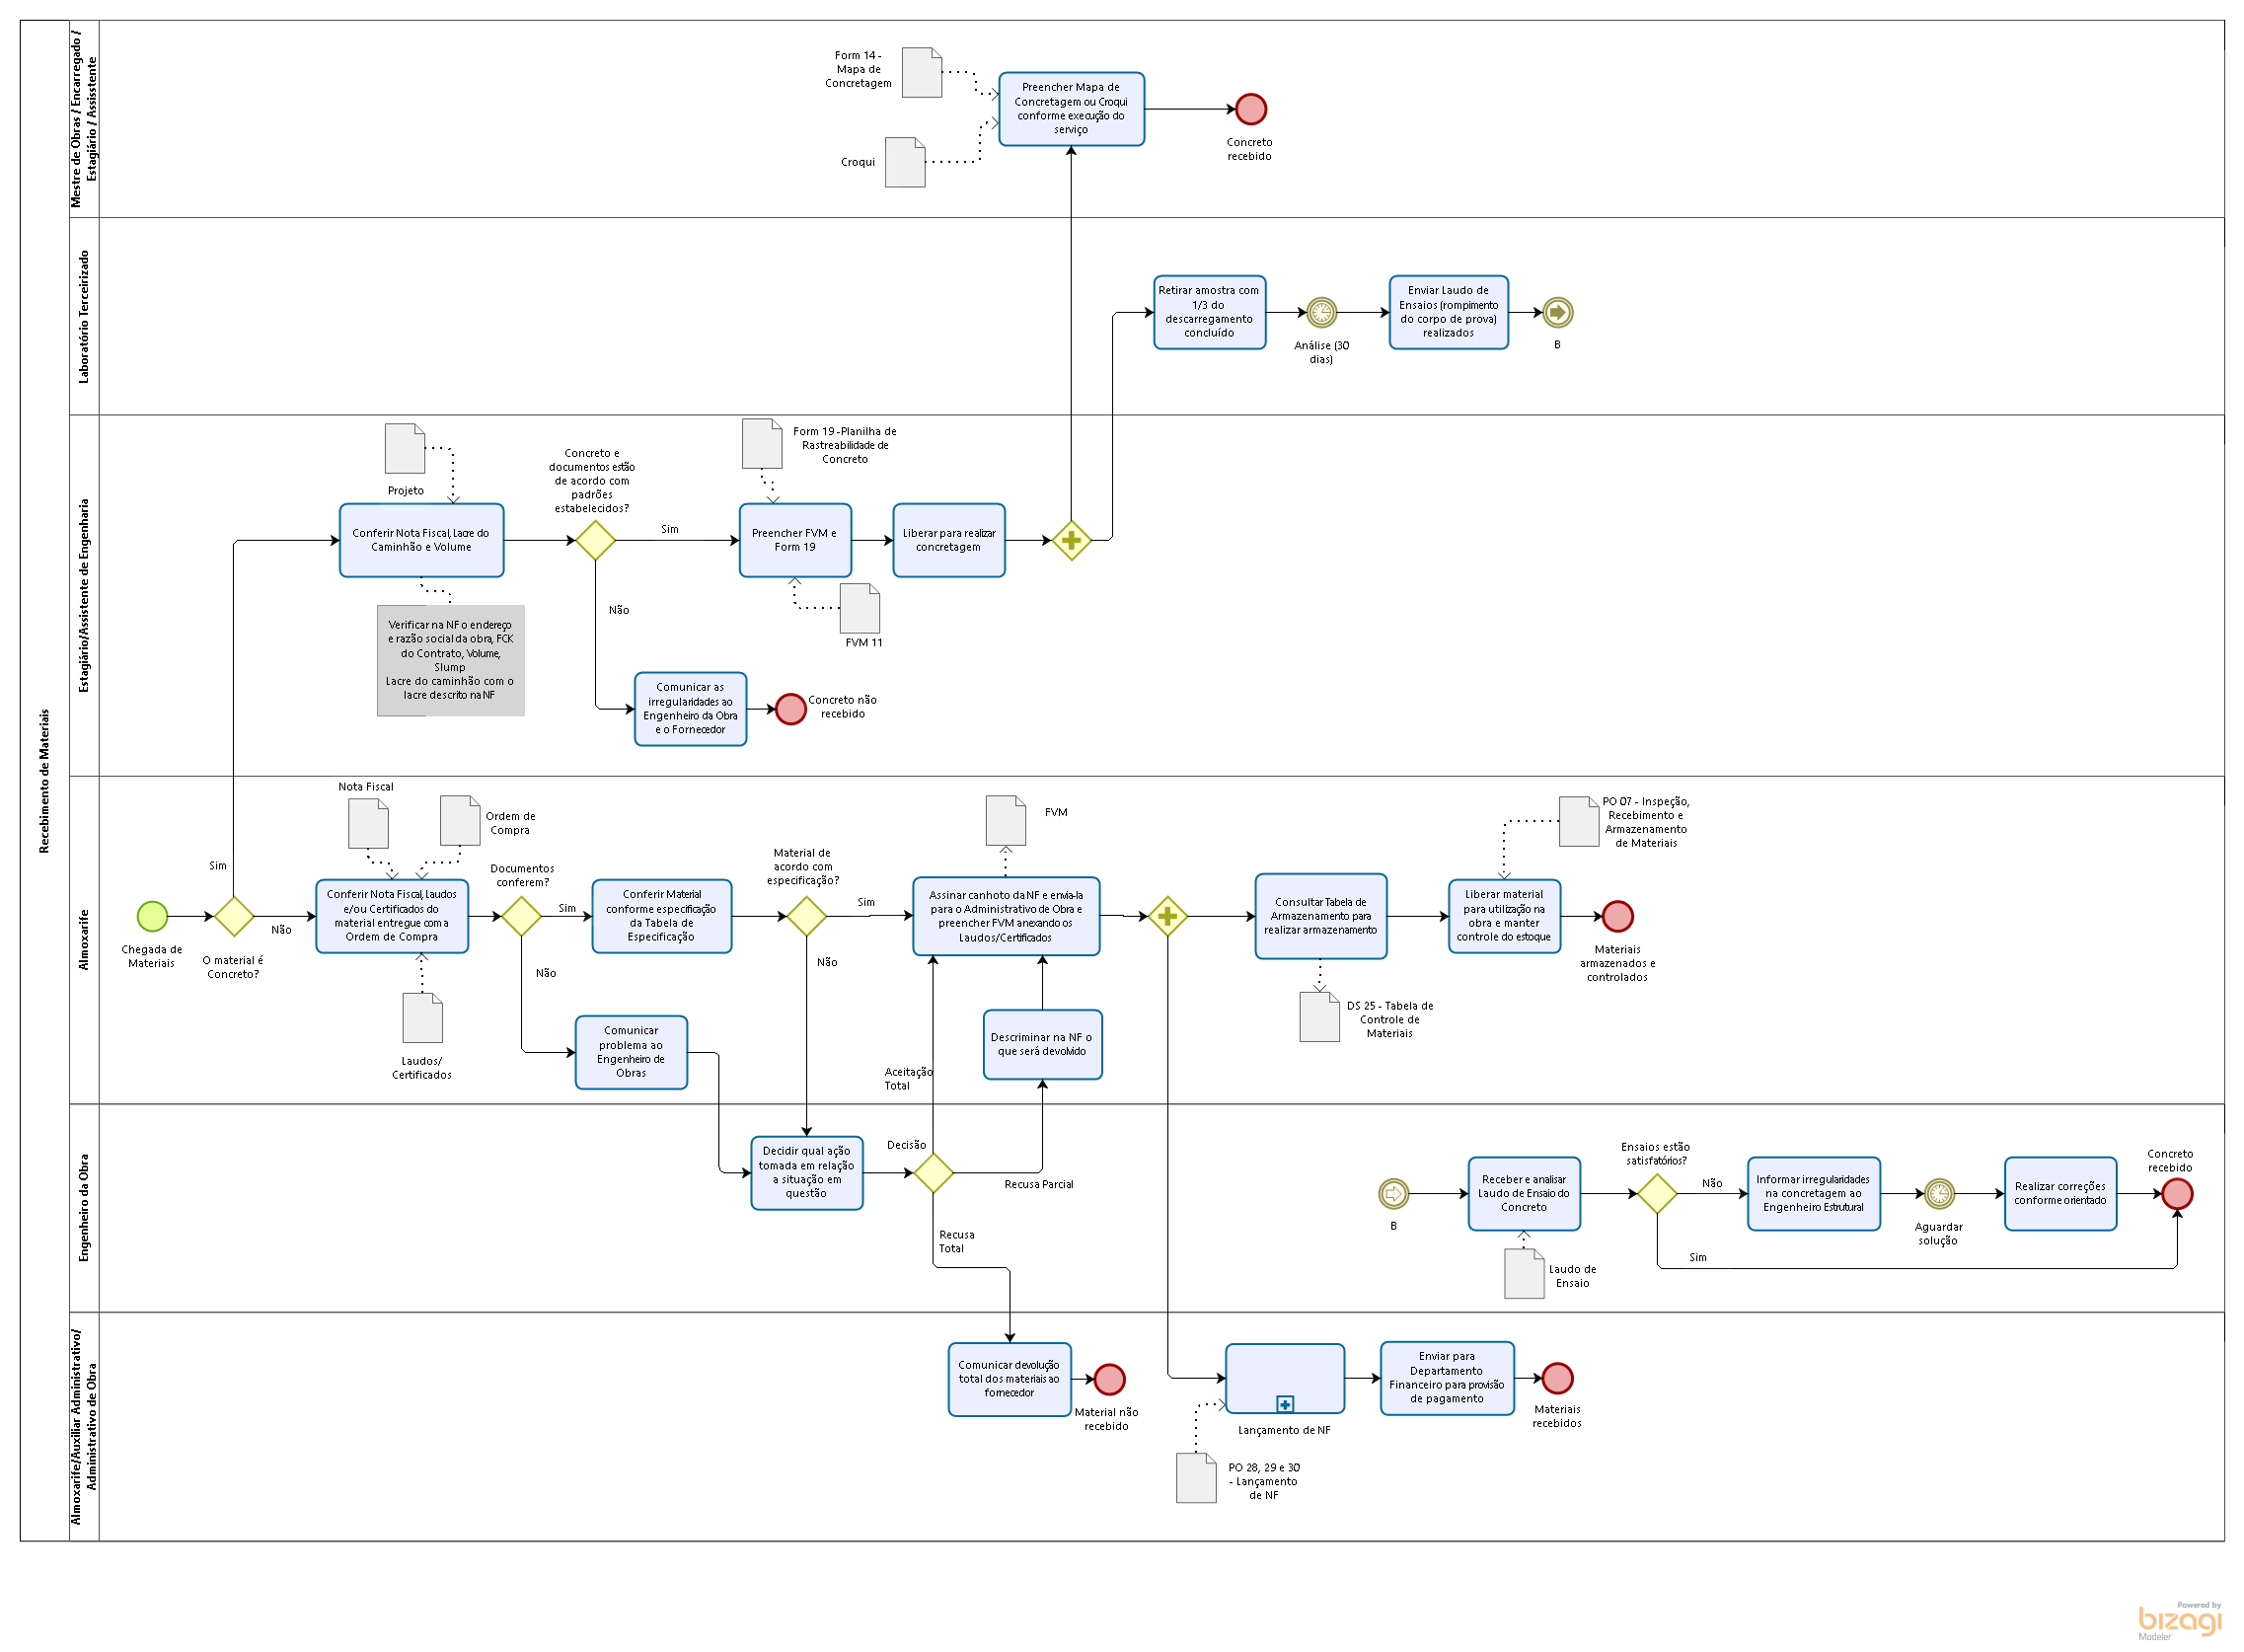 Recebimento de Materiais
Mestre de Obras / Encarregado /
Estagiário / Assisstente
Form 14 -
Mapa de
Concretagem
Croqui
Preencher Mapa de
Concretagem ou Croqui
conforme execução do
serviço
Concreto
recebido
Laboratório Terceirizado
Retirar amostra com
1/3 do
descarregamento
concluído
Análise (30
dias)
Enviar Laudo de
Ensaios (rompimento
do corpo de prova)
realizados
B
Estagiário/Assistente de Engenharia
Projeto
Conferir Nota Fiscal, Lacre do
Caminhão e Volume
Verificar na NF o endereço
e razão social da obra, FCK
do Contrato, Volume,
Slump
Lacre do caminhão com o
lacre descrito na NF
Concreto e
documentos estão
de acordo com
padrões
estabelecidos?
Sim
Não
Form 19 -Planilha de
Rastreabilidade de
Concreto
Preencher FVM e
Form 19
FVM 11
Liberar para realizar
concretagem
Comunicar as
irregularidades ao
Engenheiro da Obra
e o Fornecedor
Concreto não
recebido
Almoxarife
Chegada de
Materiais
O material é
Concreto?
Sim
Não
Nota Fiscal
Ordem de
Compra
Conferir Nota Fiscal, Laudos
e/ou Certificados do
material entregue com a
Ordem de Compra
Laudos/
Certificados
Documentos
conferem?
Sim
Não
Conferir Material
conforme especificação
da Tabela de
Especificação
Comunicar
problema ao
Engenheiro de
Obras
Material de
acordo com
especificação?
Sim
Não
FVM
Assinar canhoto da NF e envia-la
para o Administrativo de Obra e
preencher FVM anexando os
Laudos/Certificados
Descriminar na NF o
que será devolvido
Aceitação
Total
Consultar Tabela de
Armazenamento para
realizar armazenamento
DS 25 - Tabela de
Controle de
Materiais
PO 07 - Inspeção,
Recebimento e
Armazenamento
de Materiais
Liberar material
para utilização na
obra e manter
controle do estoque
Materiais
armazenados e
controlados
Engenheiro da Obra
Decidir qual ação
tomada em relação
a situação em
questão
Decisão
Recusa Parcial
Recusa
Total
B
Receber e analisar
Laudo de Ensaio do
Concreto
Laudo de
Ensaio
Ensaios estão
satisfatórios?
Não
Sim
Informar irregularidades
na concretagem ao
Engenheiro Estrutural
Aguardar
solução
Realizar correções
conforme orientado
Concreto
recebido
Almoxarife/Auxiliar Administrativo/
Administrativo de Obra
Comunicar devolução
total dos materiais ao
fornecedor
Material não
recebido
Lançamento de NF
PO 28, 29 e 30
- Lançamento
de NF
Enviar para
Departamento
Financeiro para provisão
de pagamento
Materiais
recebidos
Powered by
bizagi
Modeler